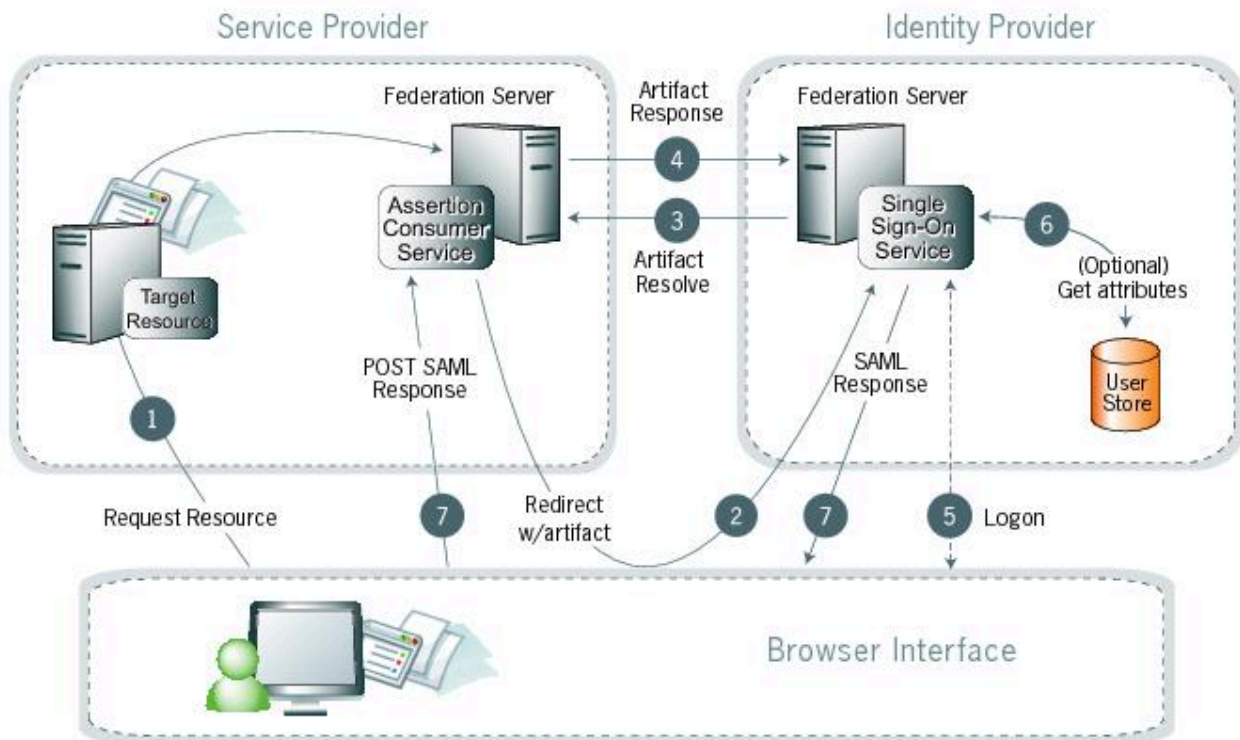 Service Provider
Identity Provider
Federation Server
Artifact
Response
Federation Server
4
Assertion
Consumer
Service
3
Single
Sign-On
Service
6
Artifact
Resolve
(Optional)
Get attributes
Target
Resource
POST SAML
Response
SAML
Response
User
Store
1
Request Resource
7
Redirect
w/artifact
2
7
5
Logon
Browser Interface